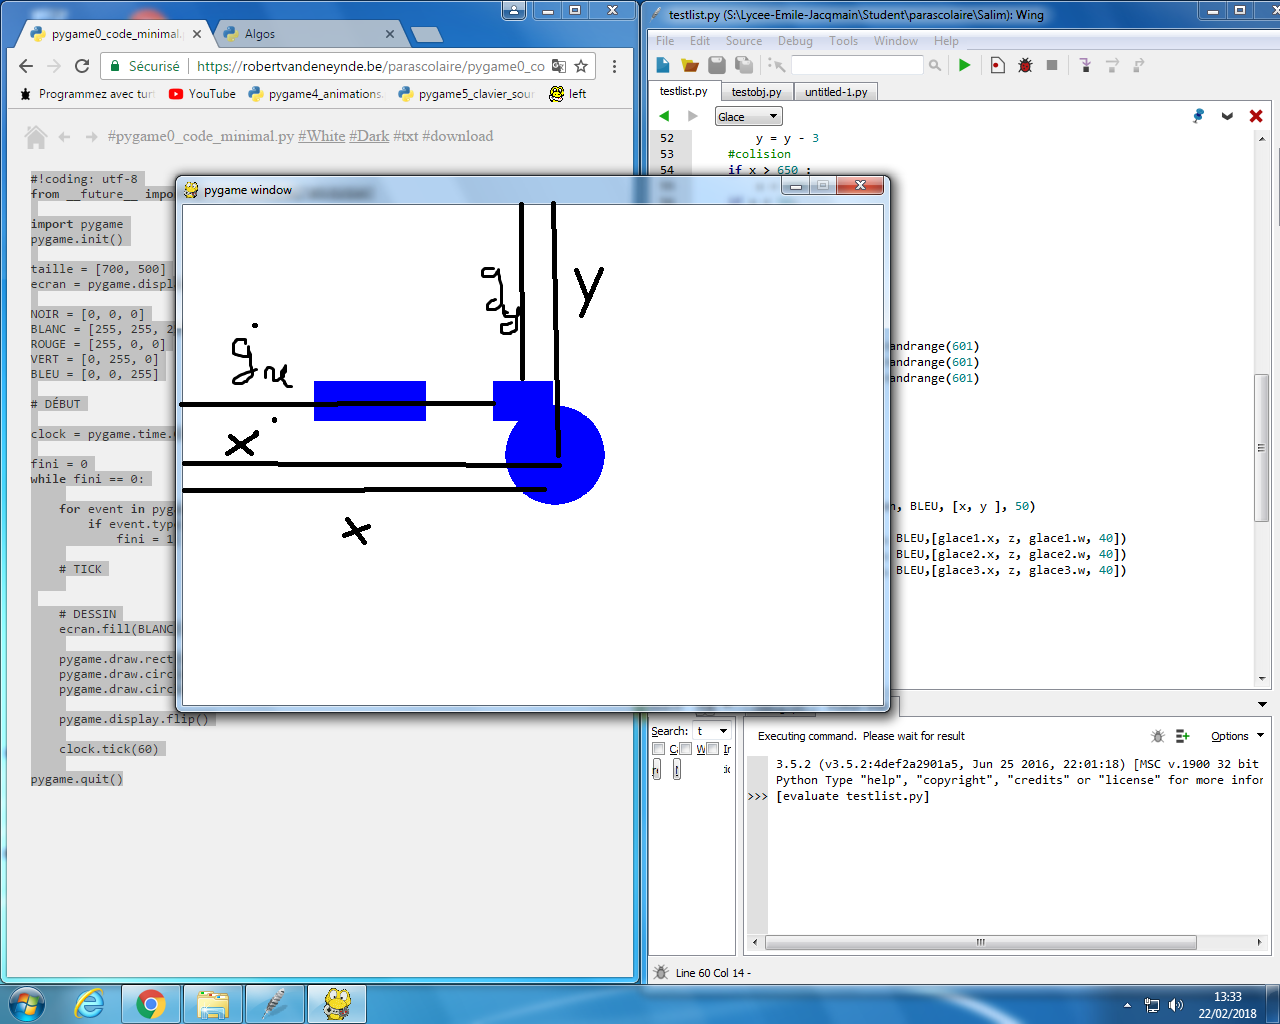 pygame0_code_minimal.
Algos
Sécurisé
https://robertvandeneynde.be/parascolaire/pygame0_co
Programmez avec turt
YouTube
pygame4_animations.
pygame5_clavier_sour
left
#pygame0_code_minimal.py #White #Dark #txt #download
#!coding: utf-8
from __future__ impo
import pygame
pygame.init()
taille = [700, 500]
ecran = pygame.displa
NOIR = [0, 0, 0]
BLANC = [255, 255, 2
ROUGE = [255, 0, 0]
VERT = [0, 255, 0]
BLEU = [0, 0, 255]
# DÉBUT
clock = pygame.time.
fini = 0
while fini == 0:
for event in pyga
if event.typ
fini = 1
# TICK
# DESSIN
ecran.fill(BLANC
pygame.draw.rect
pygame.draw.circ
pygame.draw.circ
pygame.display.flip()
clock.tick(60)
pygame.quit()
pygame window
y
x
x
testlist.py (S:\Lycee-Emile-Jacqmain\Student\parascolaire\Salim): Wing
File Edit Source Debug Tools Window Help
testlist.py
testobj.py
untitled-1.py
Glace
52 y = y - 3
53 #colision
54 if x > 650 :
andrange(601)
andrange(601)
andrange(601)
, BLEU, [x, y ], 50)
BLEU,[glace1.x, z, glace1.w, 40])
BLEU,[glace2.x, z, glace2.w, 40])
BLEU,[glace3.x, z, glace3.w, 40])
Search: t
Executing command. Please wait for result
Options
3.5.2 (v3.5.2:4def2a2901a5, Jun 25 2016, 22:01:18) [MSC v.1900 32 bit
Python Type "help", "copyright", "credits" or "license" for more infor
>>> [evaluate testlist.py]
Line 60 Col 14 -
13:33
22/02/2018